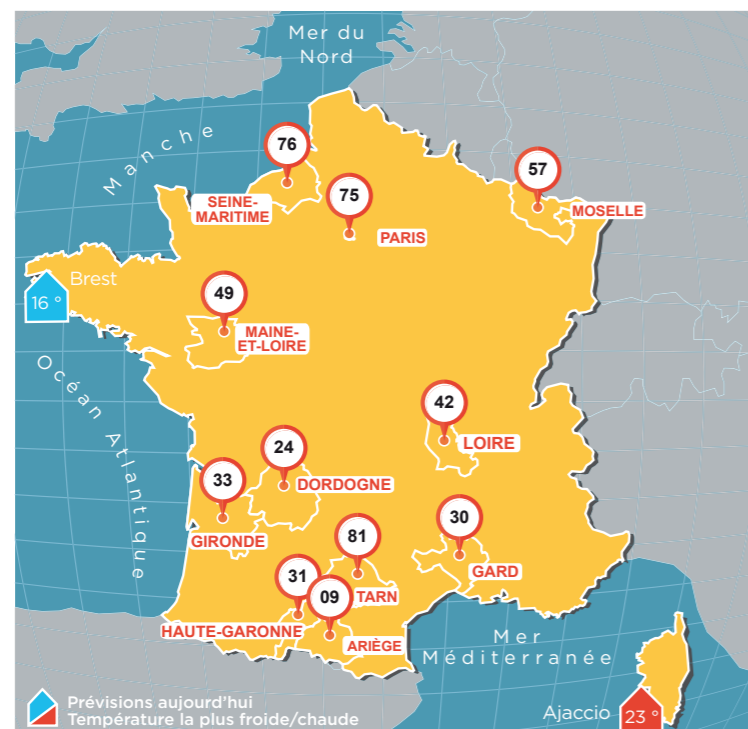 Mer du
Nord
Manche
76
SEINE-
MARITIME
75
PARIS
57
MOSELLE
Brest
16 °
49
MAINE-
ET-LOIRE
Océan Atlantique
42
LOIRE
24
DORDOGNE
33
GIRONDE
30
GARD
81
TARN
31
HAUTE-GARONNE
09
ARIÈGE
Mer
Méditerranée
Ajaccio
23 °
Prévisions aujourd'hui
Température la plus froide/chaude